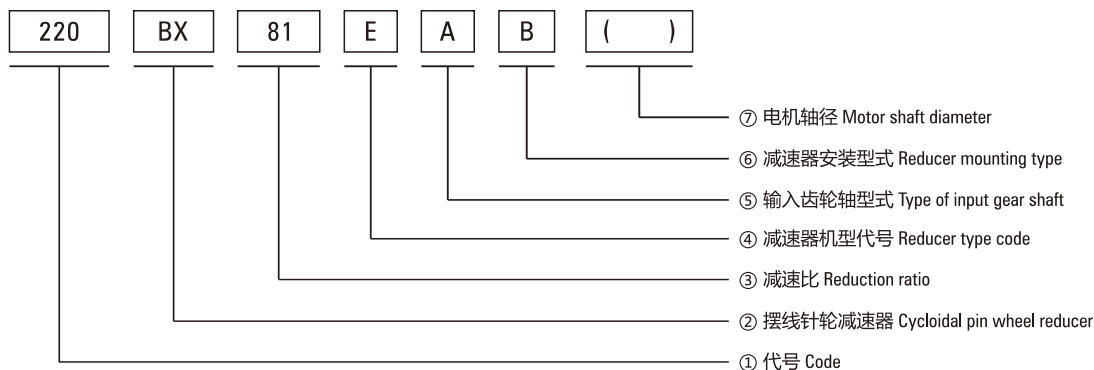 220 BX 81 E A B ( )
⑦ 电机轴径 Motor shaft diameter
⑥ 减速器安装型式 Reducer mounting type
⑤ 输入齿轮轴型式 Type of input gear shaft
④ 减速器机型代号 Reducer type code
③ 减速比 Reduction ratio
② 摆线针轮减速器 Cycloidal pin wheel reducer
① 代号 Code